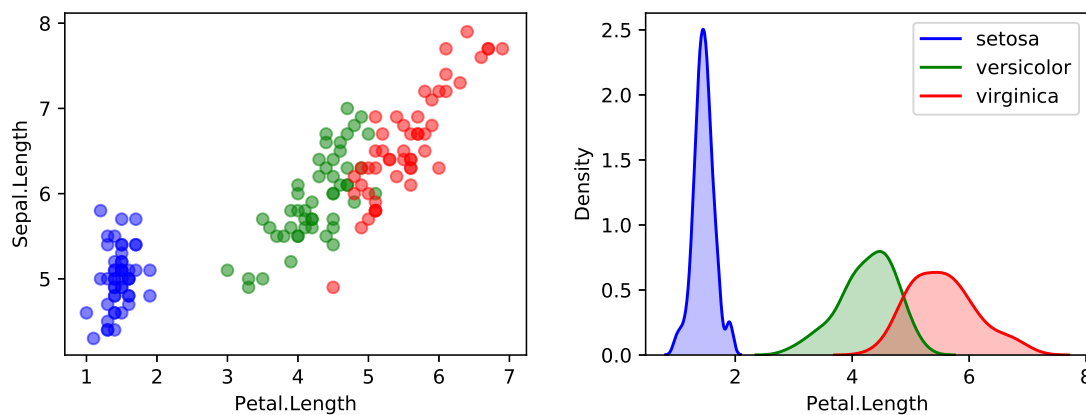 8
7
6
5
Sepal.Length
1 2 3 4 5 6 7
Petal.Length
2.5
2.0
1.5
1.0
0.5
0.0
Density
2 4 6 8
Petal.Length
setosa
versicolor
virginica